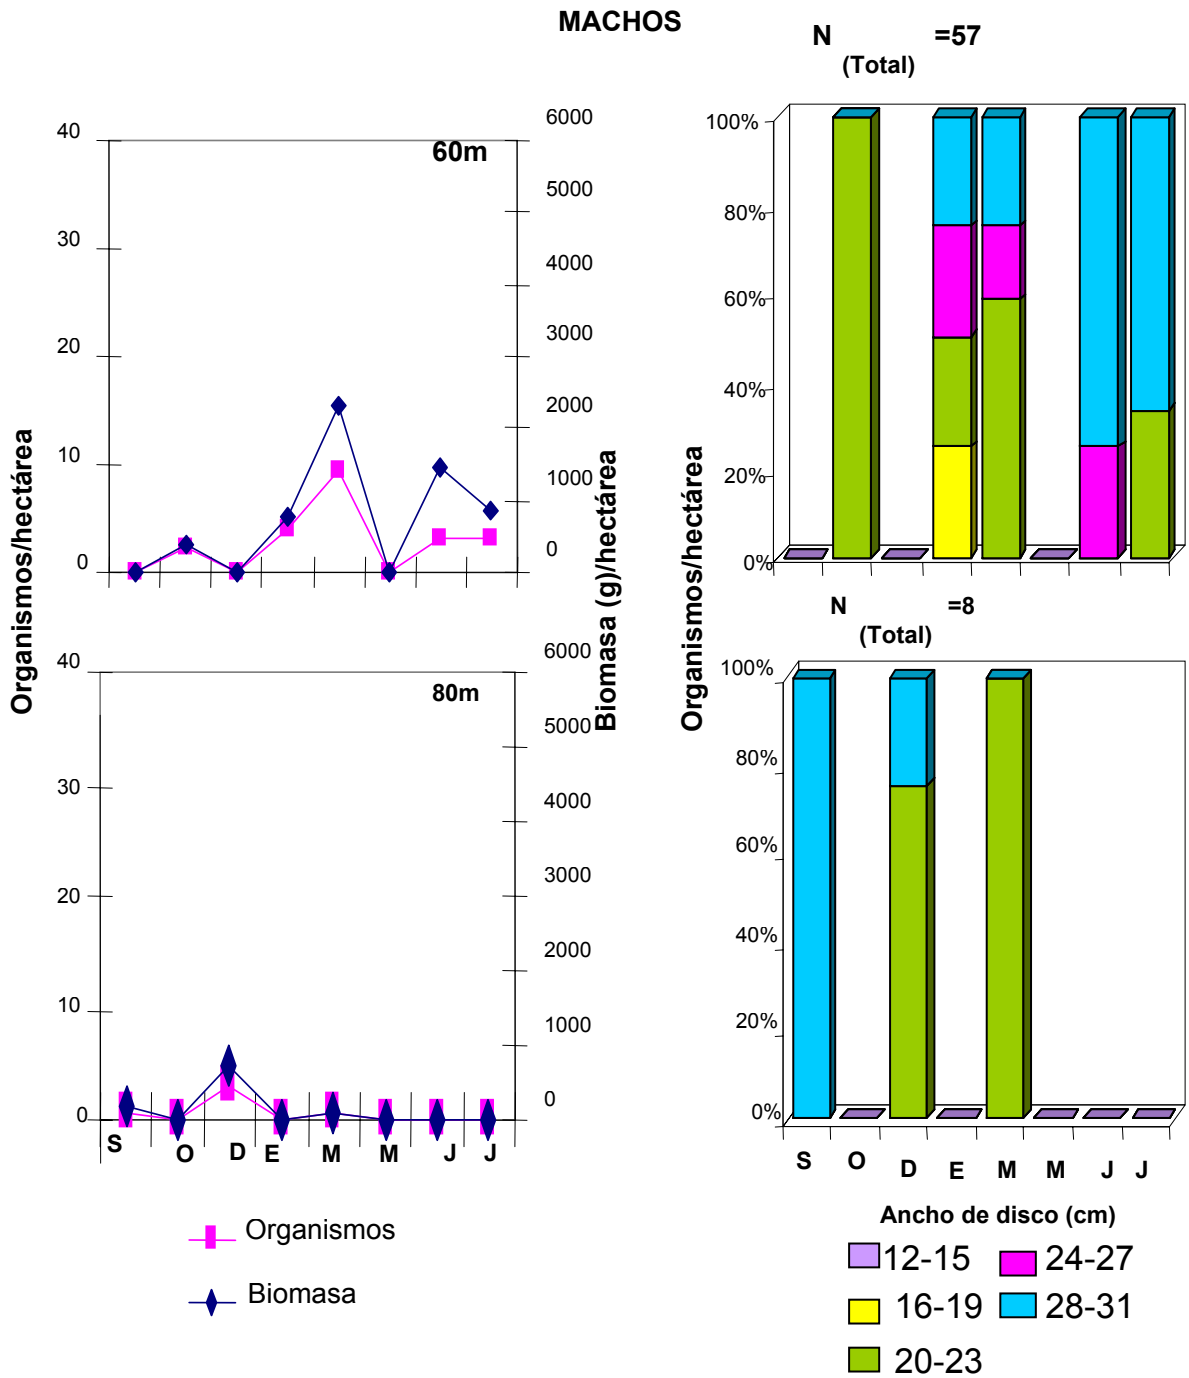 MACHOS
N =57
(Total)
60m
40
30
20
10
0
6000
5000
4000
3000
2000
1000
0
100%
80%
60%
40%
20%
0%
Organismos/hectárea
Biomasa (g)/hectárea
Organismos/hectárea
N =8
(Total)
80m
40
30
20
10
0
6000
5000
4000
3000
2000
1000
0
S O D E M M J J
100%
80%
60%
40%
20%
0%
S O D E M M J J
Organismos
Biomasa
Ancho de disco (cm)
12-15 24-27
16-19 28-31
20-23